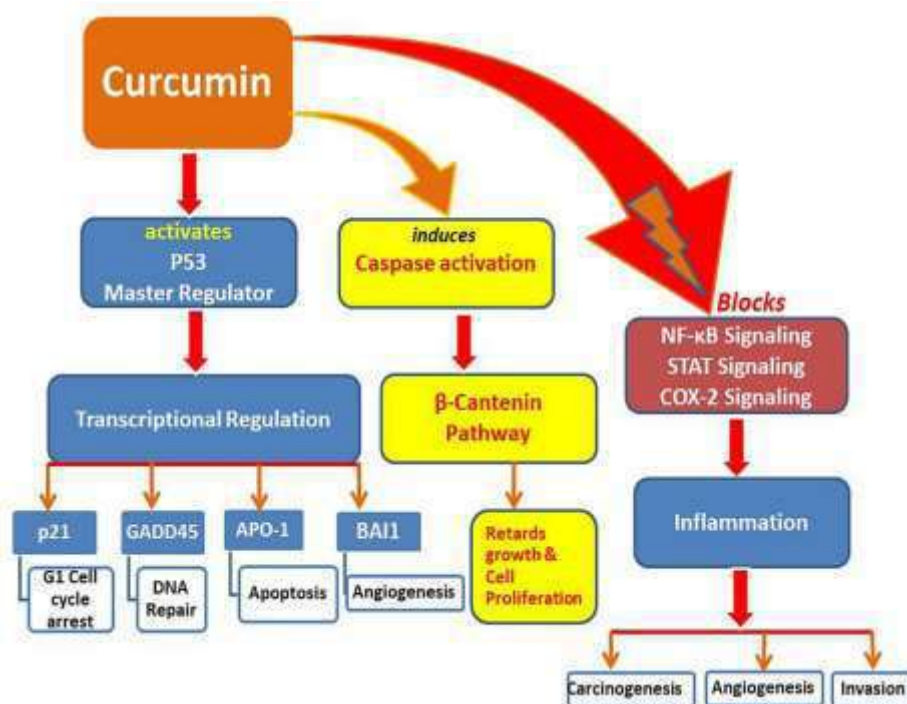 Curcumin
activates
P53
Master Regulator
induces
Caspase activation
Blocks
NF-κB Signaling
STAT Signaling
COX-2 Signaling
Transcriptional Regulation
β-Cantenin
Pathway
Inflammation
p21
GADD45
APO-1
BAI1
G1 Cell
cycle
arrest
DNA
Repair
Apoptosis
Angiogenesis
Retards
growth &
Cell
Proliferation
Carcinogenesis
Angiogenesis
Invasion